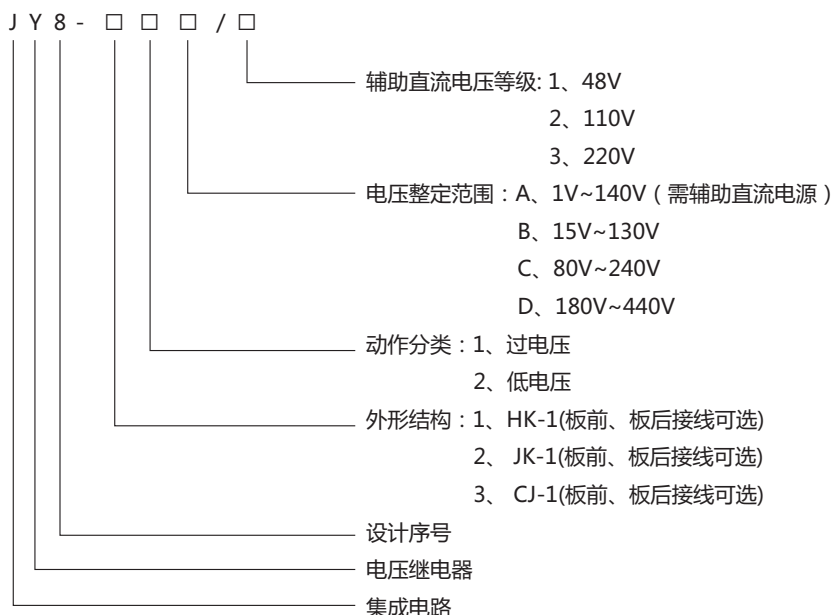 JY8-□□□/□
辅助直流电压等级: 1、48V
2、110V
3、220V
电压整定范围：A、1V~140V（需辅助直流电源）
B、15V~130V
C、80V~240V
D、180V~440V
动作分类：1、过电压
2、低电压
外形结构：1、HK-1(板前、板后接线可选)
2、 JK-1(板前、板后接线可选)
3、 CJ-1(板前、板后接线可选)
设计序号
电压继电器
集成电路